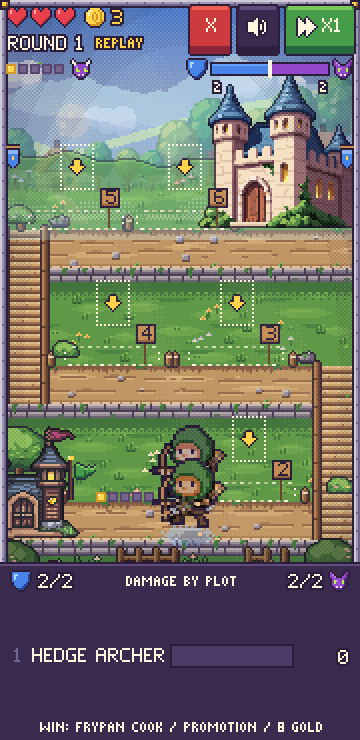 3
X
X1
ROUND 1 REPLAY
2 2
5 6
4 3
2
2/2 DAMAGE BY PLOT 2/2
1 HEDGE ARCHER 0
WIN: FRYPAN COOK / PROMOTION / 8 GOLD